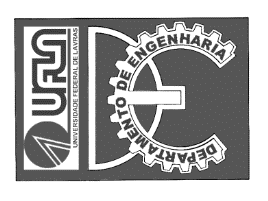 UFLA
UNIVERSIDADE FEDERAL DE LAVRAS
DEPARTAMENTO DE ENGENHARIA